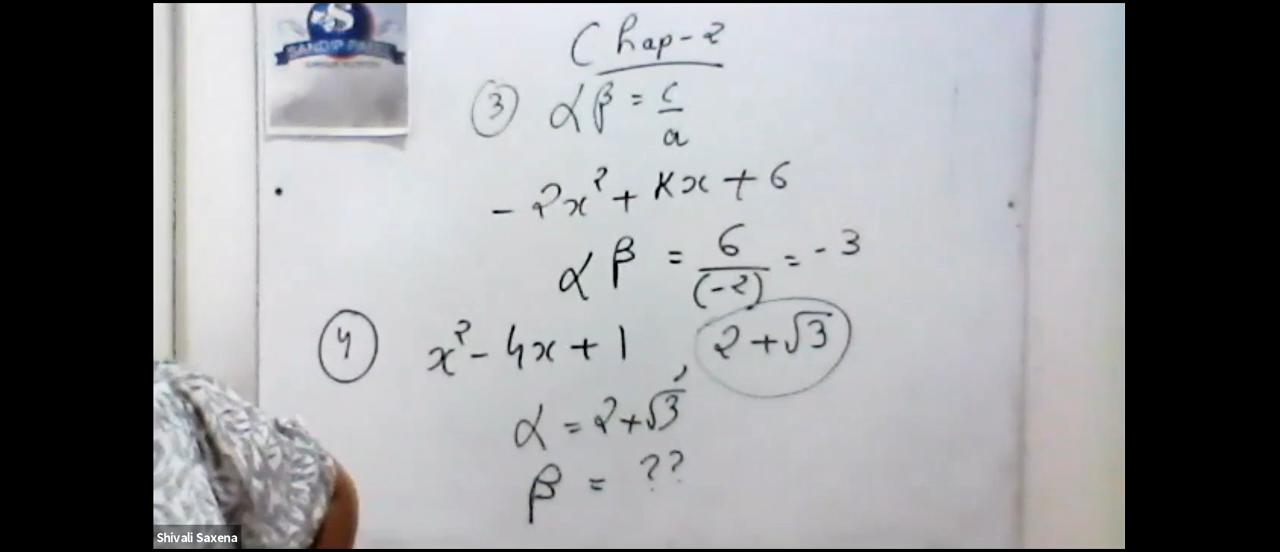 Chap-2
③ αβ = c/a
- 2x² + Kx + 6
αβ = 6/(-2) = -3
④ x² - 4x + 1, 2+√3
α = 2+√3
β = ??
Shivali Saxena